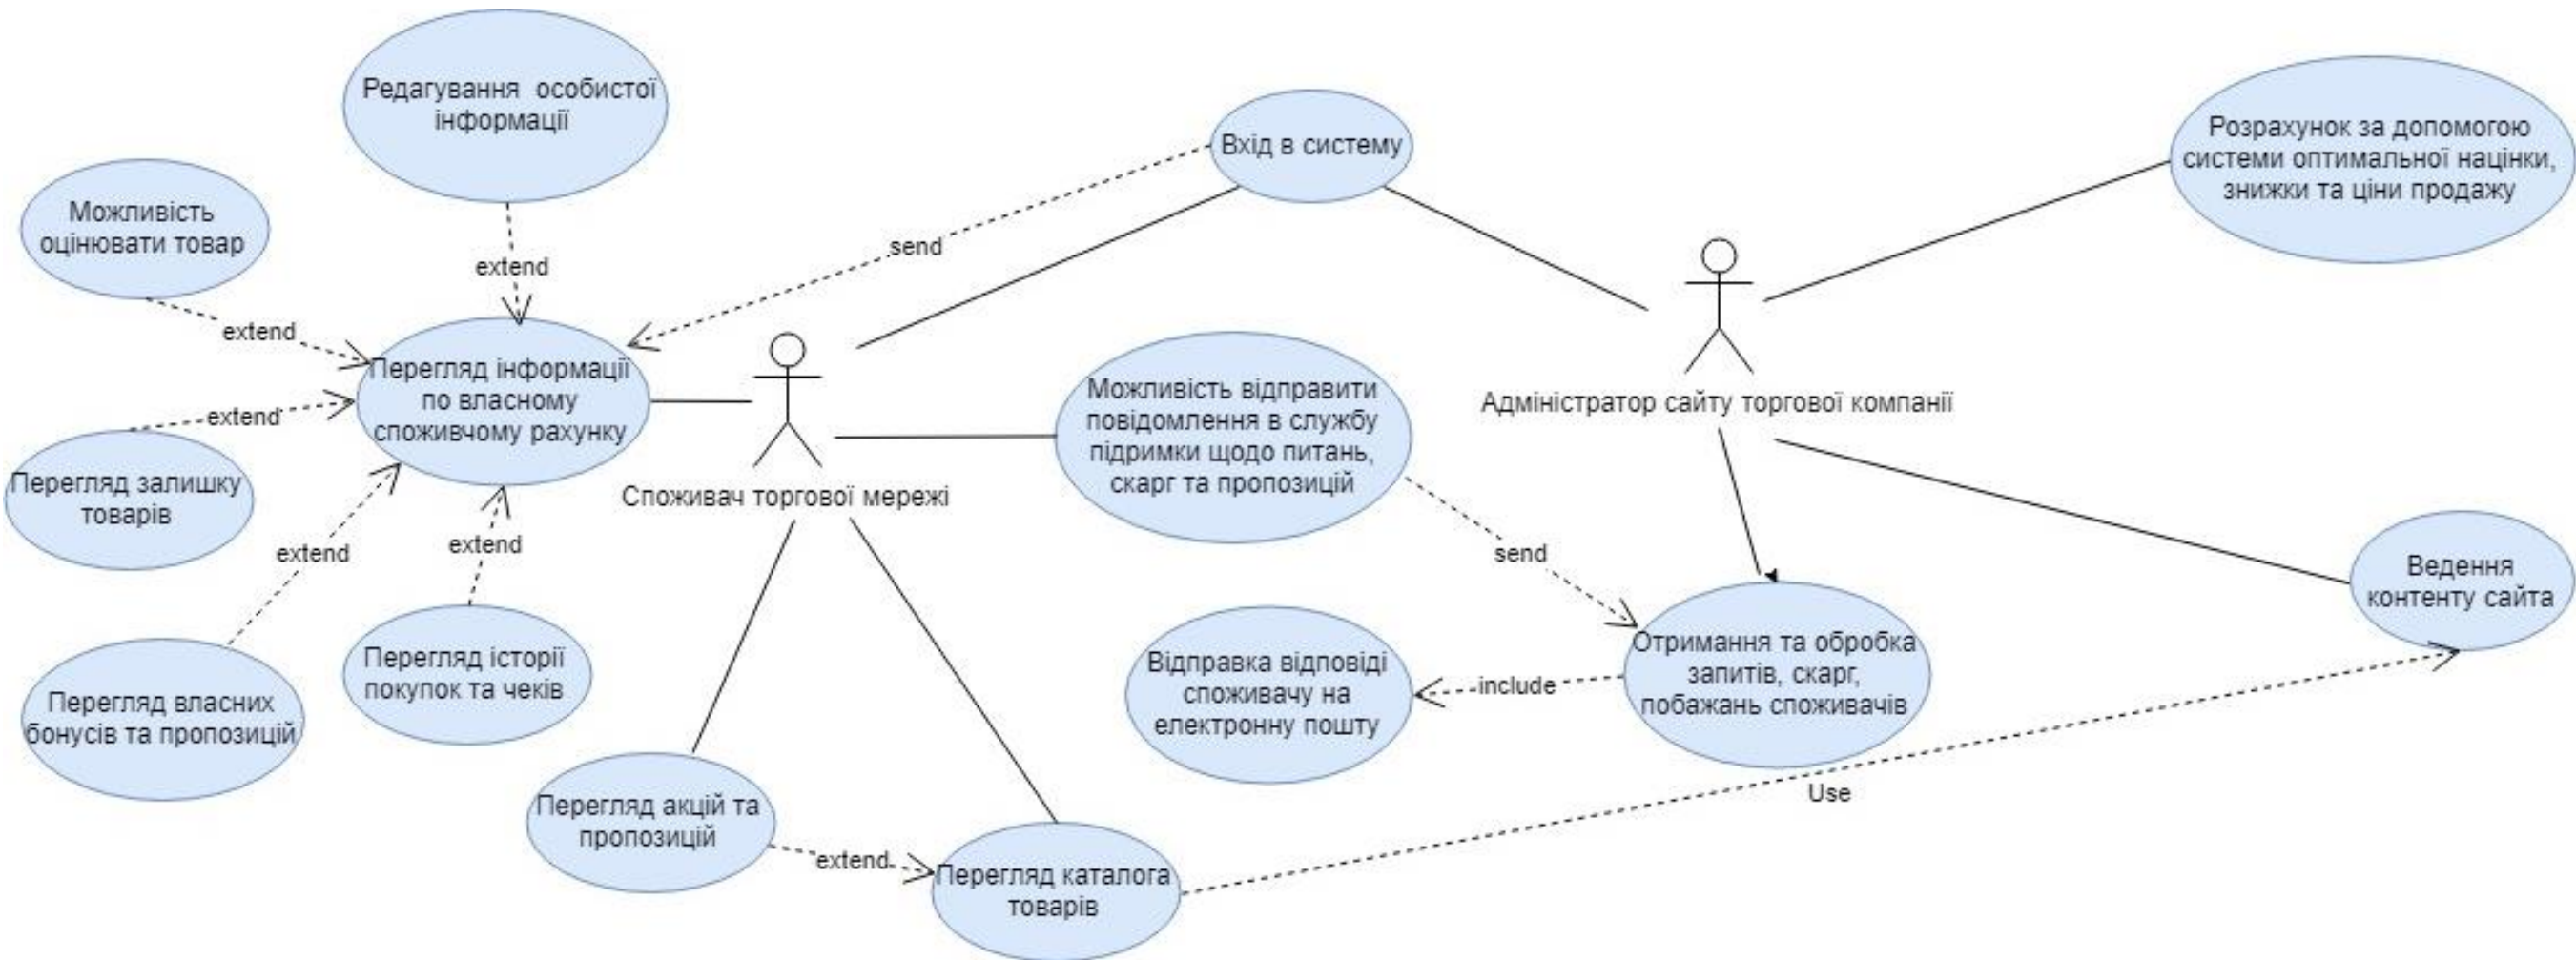 Редагування особистої
інформації
Вхід в систему
Розрахунок за допомогою
системи оптимальної націнки,
знижки та ціни продажу
Можливість
оцінювати товар
send
extend
extend
Перегляд інформації
по власному
споживчому рахунку
Можливість відправити
повідомлення в службу
підримки щодо питань,
скарг та пропозицій
Адміністратор сайту торгової компанії
extend
Перегляд залишку
товарів
Споживач торгової мережі
extend
extend
send
Ведення
контенту сайта
Перегляд власних
бонусів та пропозицій
Перегляд історії
покупок та чеків
Відправка відповіді
споживачу на
електронну пошту
include
Отримання та обробка
запитів, скарг,
побажань споживачів
Use
Перегляд акцій та
пропозицій
extend
Перегляд каталога
товарів